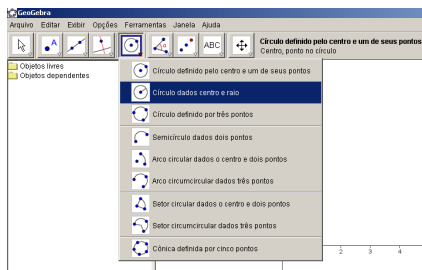 GeoGebra
Arquivo Editar Exibir Opções Ferramentas Janela Ajuda
A
ABC
Círculo definido pelo centro e um de seus pontos
Centro, ponto no círculo
Objetos livres
Objetos dependentes
Círculo definido pelo centro e um de seus pontos
Círculo dados centro e raio
Círculo definido por três pontos
Semicírculo dados dois pontos
Arco circular dados o centro e dois pontos
Arco circumcircular dados três pontos
Setor circular dados o centro e dois pontos
Setor circumcircular dados três pontos
Cônica definida por cinco pontos
2 3 4